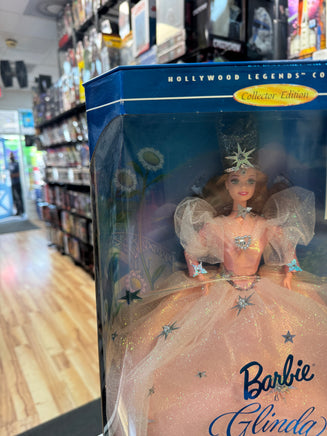 HOLLYWOOD LEGENDS CO
Collector Edition
Barbie
Glinda